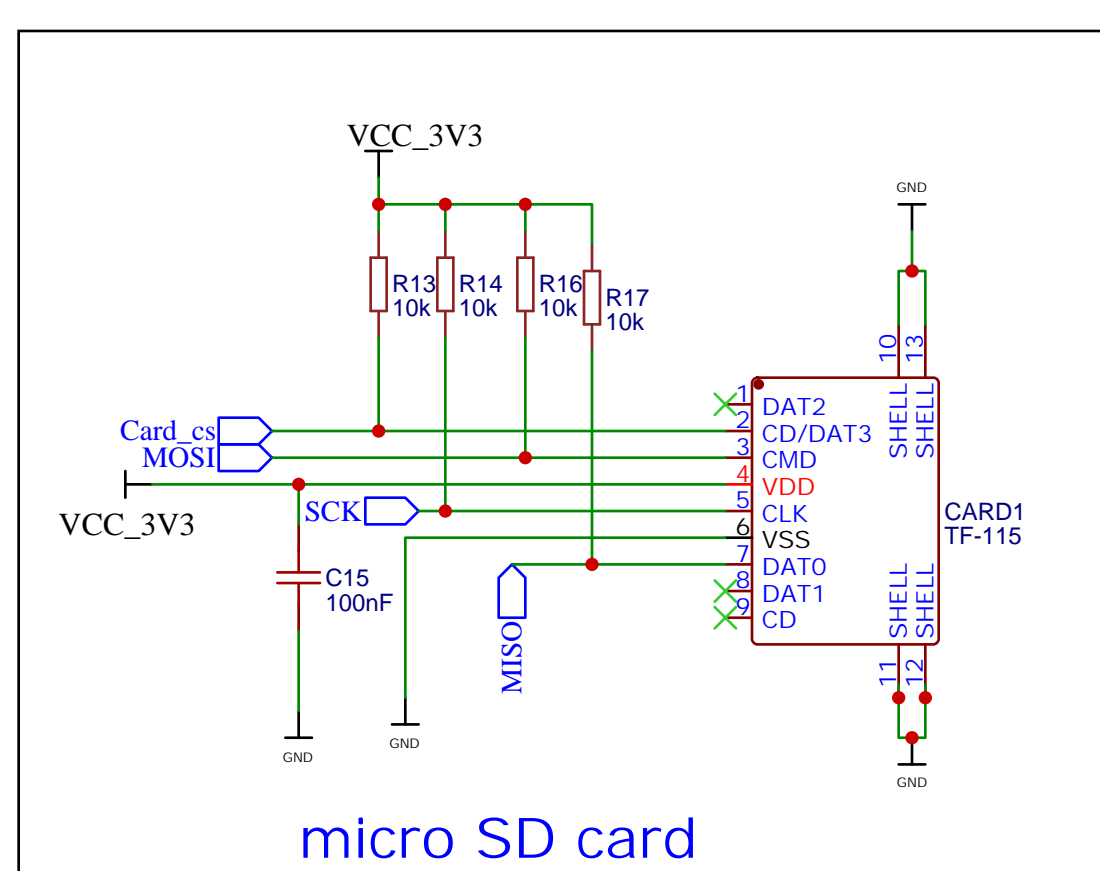 VCC_3V3
GND
R13
10k
R14
10k
R16
10k
R17
10k
10
13
SHELL
SHELL
1
DAT2
Card_cs
2
CD/DAT3
MOSI
3
CMD
4
VDD
VCC_3V3
SCK
5
CLK
CARD1
TF-115
6
VSS
7
DAT0
C15
100nF
8
DAT1
9
CD
SHELL
SHELL
MISO
11
12
GND
GND
GND
micro SD card